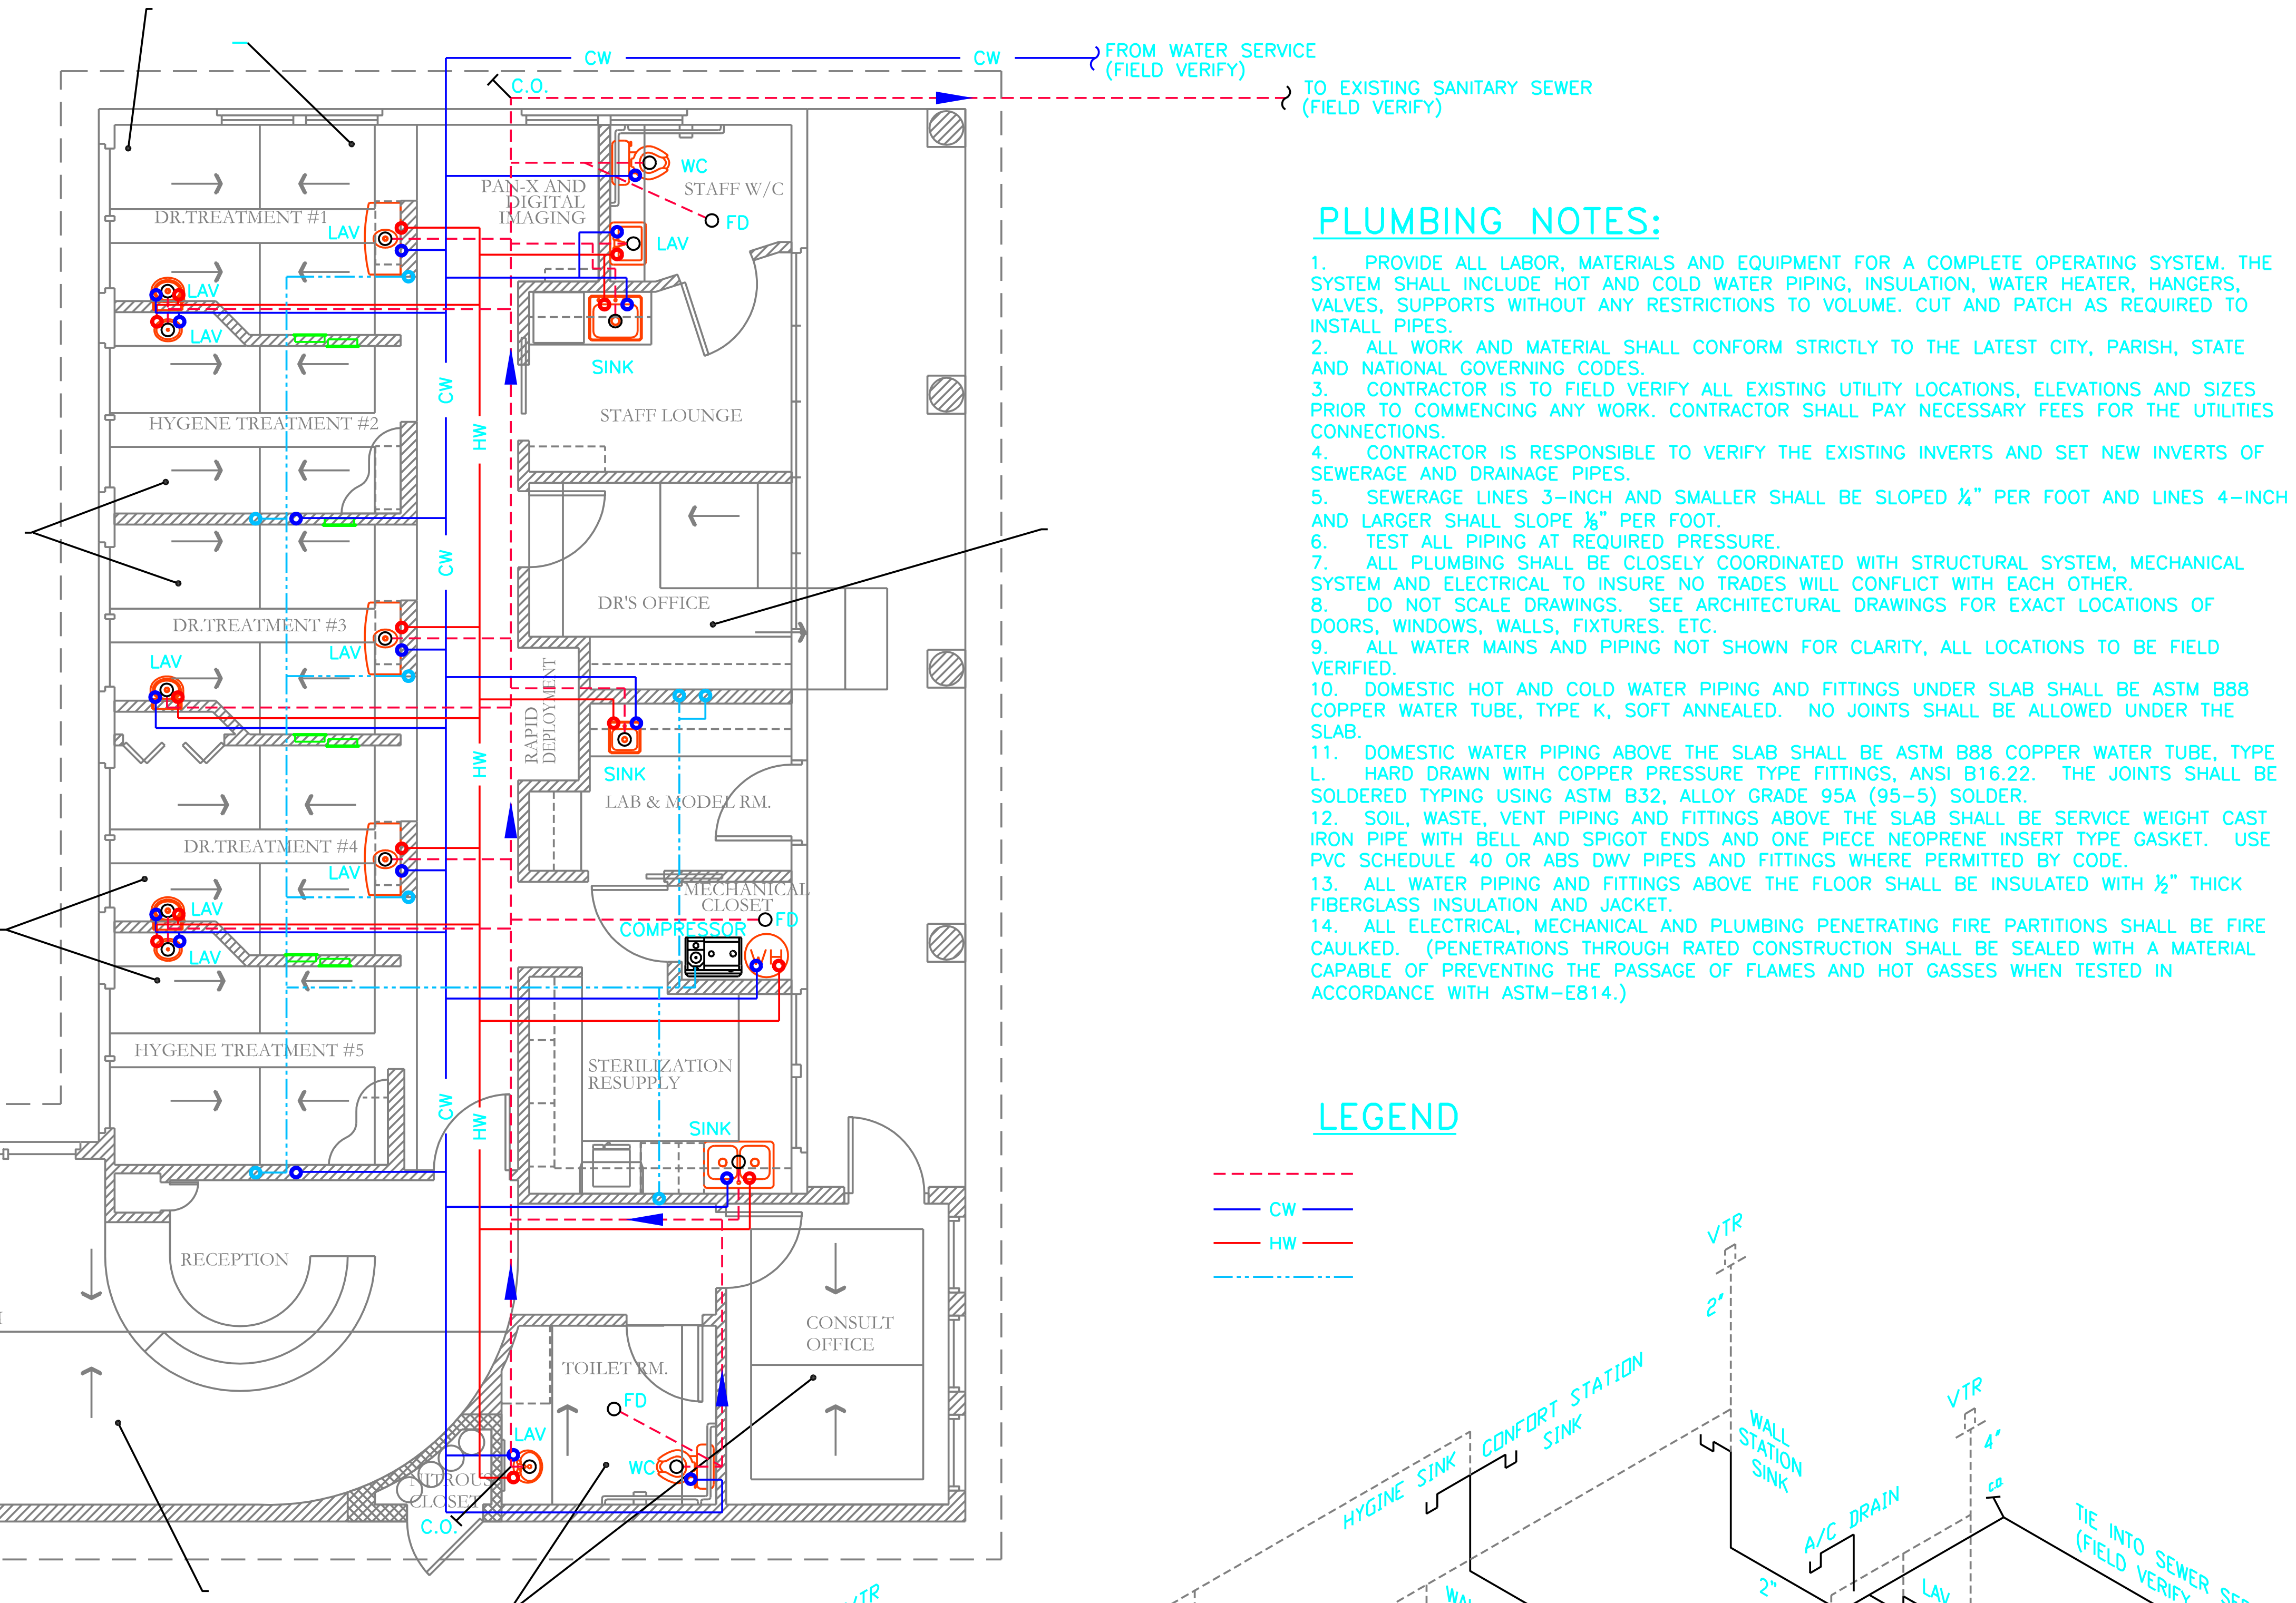 CW
CW
FROM WATER SERVICE
(FIELD VERIFY)
C.O.
TO EXISTING SANITARY SEWER
(FIELD VERIFY)
WC
PAN-X AND
DIGITAL
IMAGING
STAFF W/C
DR.TREATMENT #1
LAV
FD
LAV
LAV
LAV
SINK
CW
HW
STAFF LOUNGE
HYGENE TREATMENT #2
CW
DR'S OFFICE
DR.TREATMENT #3
LAV
LAV
RAPID
DEPLOYMENT
HW
SINK
LAB & MODEL RM.
DR.TREATMENT #4
LAV
MECHANICAL
CLOSET
LAV
FD
COMPRESSOR
WH
LAV
HYGENE TREATMENT #5
STERILIZATION
RESUPPLY
CW
HW
SINK
RECEPTION
CONSULT
OFFICE
TOILET RM.
FD
LAV
WC
NITROUS
CLOSET
C.O.
PLUMBING NOTES:
1. PROVIDE ALL LABOR, MATERIALS AND EQUIPMENT FOR A COMPLETE OPERATING SYSTEM. THE
SYSTEM SHALL INCLUDE HOT AND COLD WATER PIPING, INSULATION, WATER HEATER, HANGERS,
VALVES, SUPPORTS WITHOUT ANY RESTRICTIONS TO VOLUME. CUT AND PATCH AS REQUIRED TO
INSTALL PIPES.
2. ALL WORK AND MATERIAL SHALL CONFORM STRICTLY TO THE LATEST CITY, PARISH, STATE
AND NATIONAL GOVERNING CODES.
3. CONTRACTOR IS TO FIELD VERIFY ALL EXISTING UTILITY LOCATIONS, ELEVATIONS AND SIZES
PRIOR TO COMMENCING ANY WORK. CONTRACTOR SHALL PAY NECESSARY FEES FOR THE UTILITIES
CONNECTIONS.
4. CONTRACTOR IS RESPONSIBLE TO VERIFY THE EXISTING INVERTS AND SET NEW INVERTS OF
SEWERAGE AND DRAINAGE PIPES.
5. SEWERAGE LINES 3-INCH AND SMALLER SHALL BE SLOPED ¼" PER FOOT AND LINES 4-INCH
AND LARGER SHALL SLOPE ⅛" PER FOOT.
6. TEST ALL PIPING AT REQUIRED PRESSURE.
7. ALL PLUMBING SHALL BE CLOSELY COORDINATED WITH STRUCTURAL SYSTEM, MECHANICAL
SYSTEM AND ELECTRICAL TO INSURE NO TRADES WILL CONFLICT WITH EACH OTHER.
8. DO NOT SCALE DRAWINGS. SEE ARCHITECTURAL DRAWINGS FOR EXACT LOCATIONS OF
DOORS, WINDOWS, WALLS, FIXTURES. ETC.
9. ALL WATER MAINS AND PIPING NOT SHOWN FOR CLARITY, ALL LOCATIONS TO BE FIELD
VERIFIED.
10. DOMESTIC HOT AND COLD WATER PIPING AND FITTINGS UNDER SLAB SHALL BE ASTM B88
COPPER WATER TUBE, TYPE K, SOFT ANNEALED. NO JOINTS SHALL BE ALLOWED UNDER THE
SLAB.
11. DOMESTIC WATER PIPING ABOVE THE SLAB SHALL BE ASTM B88 COPPER WATER TUBE, TYPE
L. HARD DRAWN WITH COPPER PRESSURE TYPE FITTINGS, ANSI B16.22. THE JOINTS SHALL BE
SOLDERED TYPING USING ASTM B32, ALLOY GRADE 95A (95-5) SOLDER.
12. SOIL, WASTE, VENT PIPING AND FITTINGS ABOVE THE SLAB SHALL BE SERVICE WEIGHT CAST
IRON PIPE WITH BELL AND SPIGOT ENDS AND ONE PIECE NEOPRENE INSERT TYPE GASKET. USE
PVC SCHEDULE 40 OR ABS DWV PIPES AND FITTINGS WHERE PERMITTED BY CODE.
13. ALL WATER PIPING AND FITTINGS ABOVE THE FLOOR SHALL BE INSULATED WITH ½" THICK
FIBERGLASS INSULATION AND JACKET.
14. ALL ELECTRICAL, MECHANICAL AND PLUMBING PENETRATING FIRE PARTITIONS SHALL BE FIRE
CAULKED. (PENETRATIONS THROUGH RATED CONSTRUCTION SHALL BE SEALED WITH A MATERIAL
CAPABLE OF PREVENTING THE PASSAGE OF FLAMES AND HOT GASSES WHEN TESTED IN
ACCORDANCE WITH ASTM-E814.)
LEGEND
CW
HW
VTR
2"
CONFORT STATION
SINK
HYGINE SINK
WALL
STATION
SINK
VTR
4"
C.O
A/C DRAIN
TIE INTO SEWER
(FIELD VERIFY
2"
LAV
VTR